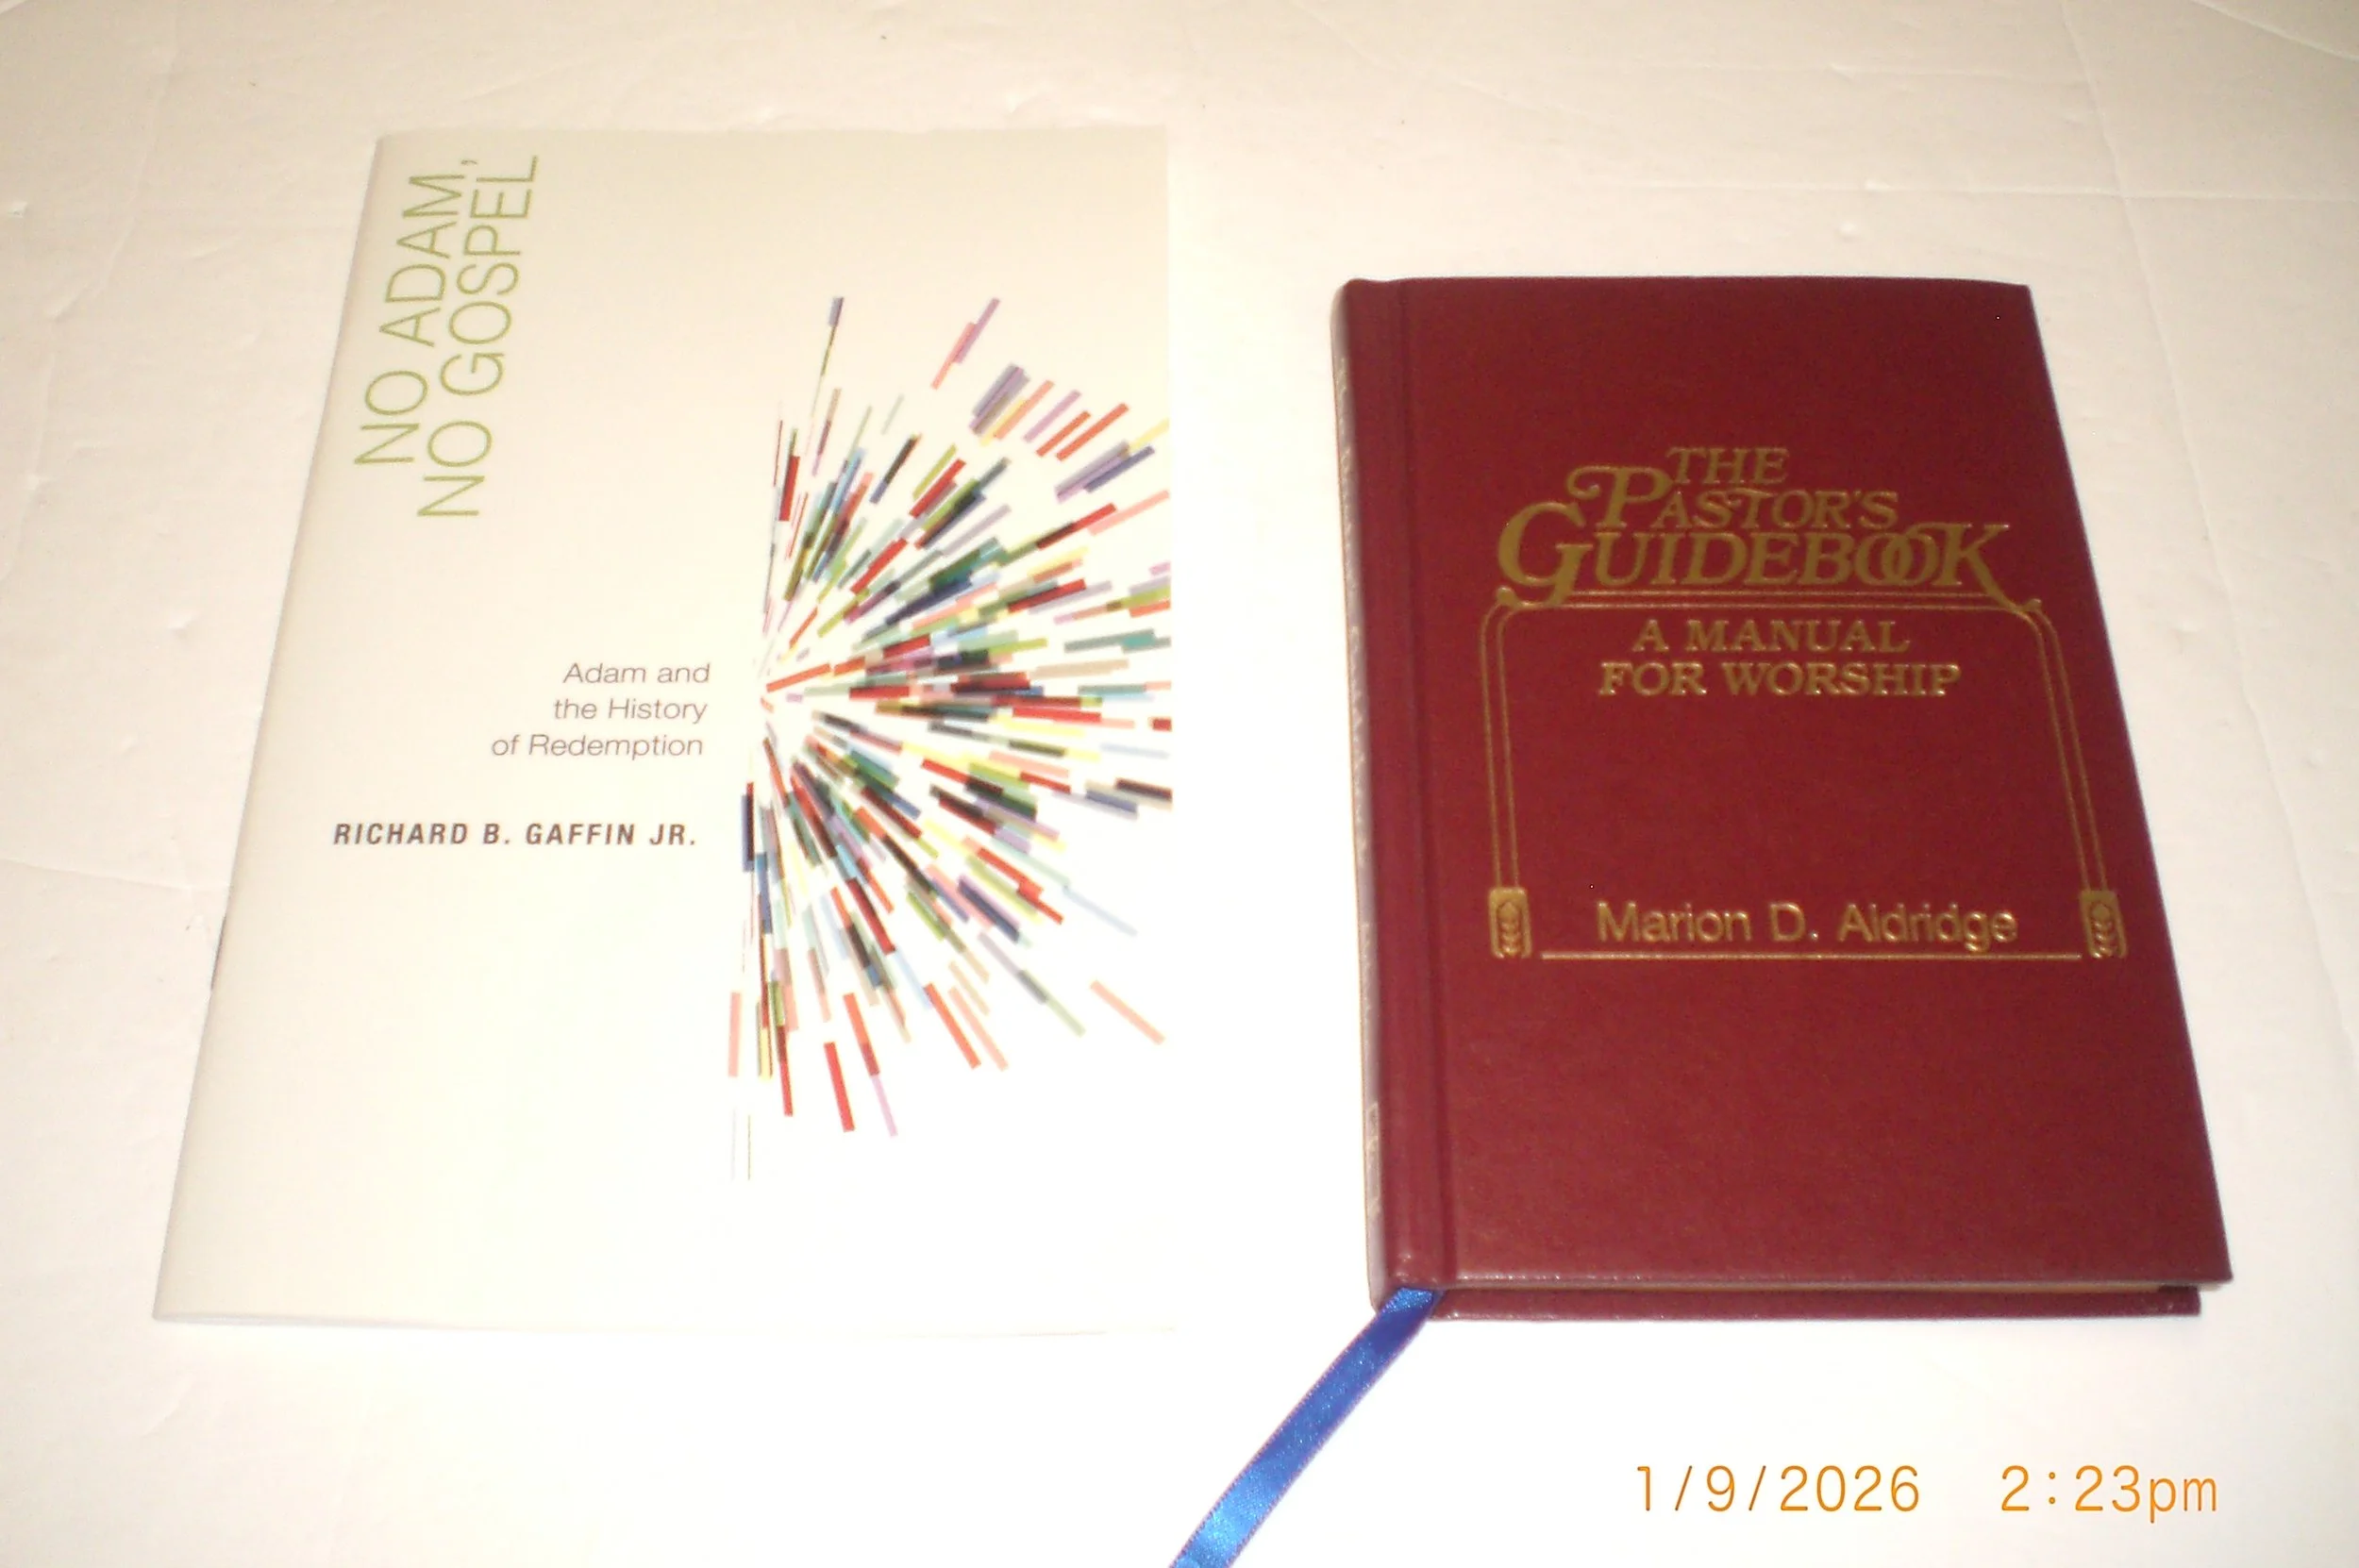 NO ADAM,
NO GOSPEL
Adam and
the History
of Redemption
RICHARD B. GAFFIN JR.
THE
PASTOR'S
GUIDEBOOK
A MANUAL
FOR WORSHIP
Marion D. Aldridge
1/9/2026 2:23pm